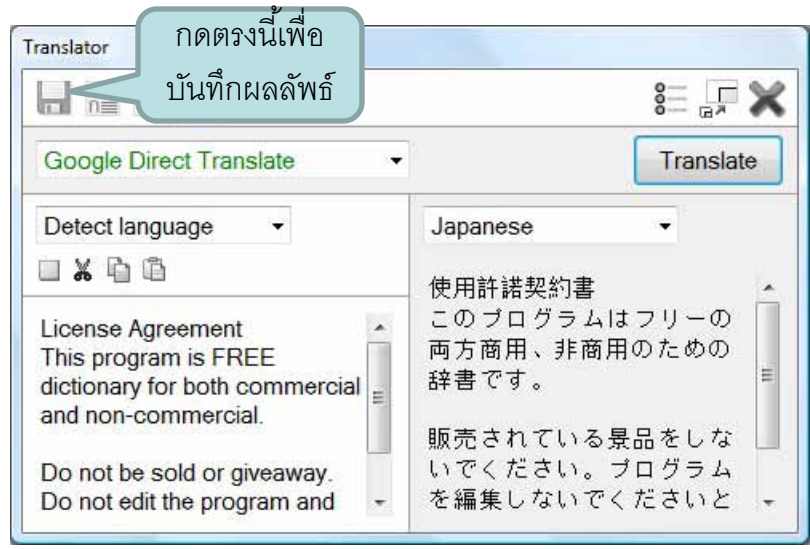 Translator
กดตรงนี้เพื่อ
บันทึกผลลัพธ์
Google Direct Translate
Translate
Detect language
Japanese
License Agreement
This program is FREE
dictionary for both commercial
and non-commercial.
Do not be sold or giveaway.
Do not edit the program and
使用許諾契約書
このプログラムはフリーの
両方商用、非商用のための
辞書です。
販売されている景品をしな
いでください。プログラム
を編集しないでくださいと